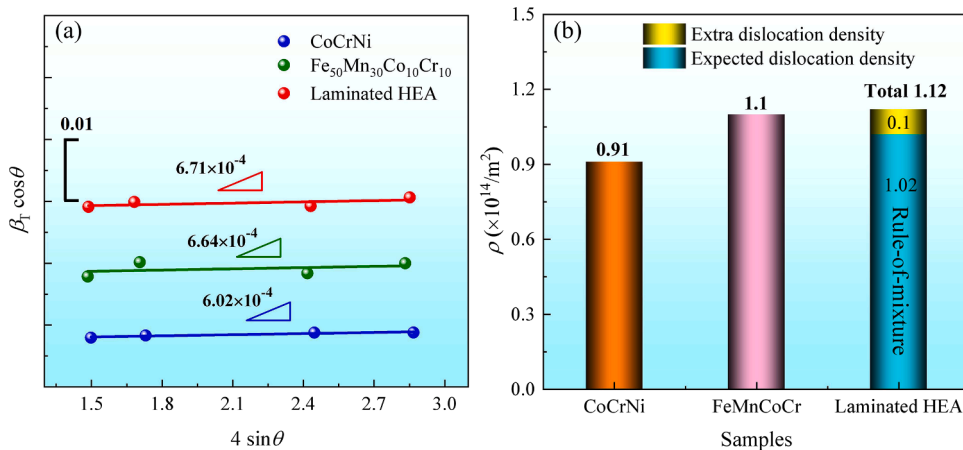 (a)
CoCrNi
Fe₅₀Mn₃₀Co₁₀Cr₁₀
Laminated HEA
0.01
6.71×10⁻⁴
6.64×10⁻⁴
6.02×10⁻⁴
β_T cosθ
1.5 1.8 2.1 2.4 2.7 3.0
4 sinθ
(b)
Extra dislocation density
Expected dislocation density
Total 1.12
1.1
0.1
0.91
1.02
Rule-of-mixture
ρ (×10¹⁴/m²)
1.5
1.2
0.9
0.6
0.3
0.0
CoCrNi FeMnCoCr Laminated HEA
Samples